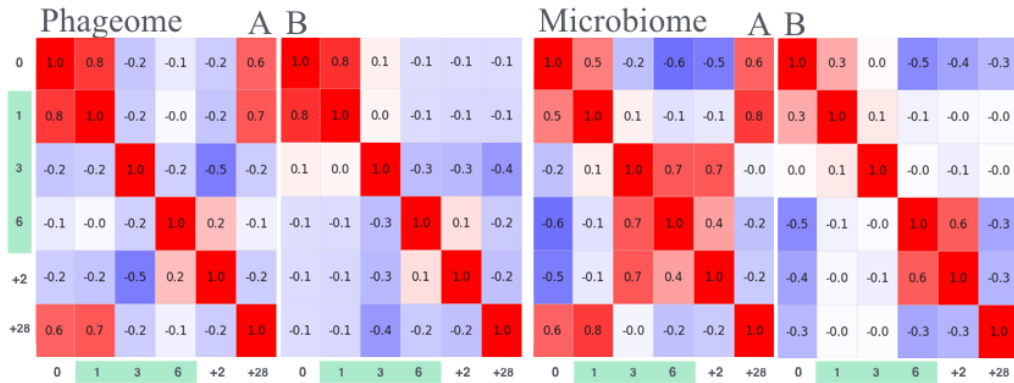 Phageome A B Microbiome A B
0 1.0 0.8 -0.2 -0.1 -0.2 0.6 1.0 0.8 0.1 -0.1 -0.1 -0.1 1.0 0.5 -0.2 -0.6 -0.5 0.6 1.0 0.3 0.0 -0.5 -0.4 -0.3
1 0.8 1.0 -0.2 -0.0 -0.2 0.7 0.8 1.0 0.0 -0.1 -0.1 -0.1 0.5 1.0 0.1 -0.1 -0.1 0.8 0.3 1.0 0.1 -0.1 -0.0 -0.0
3 -0.2 -0.2 1.0 -0.2 -0.5 -0.2 0.1 0.0 1.0 -0.3 -0.3 -0.4 -0.2 0.1 1.0 0.7 0.7 -0.0 0.0 0.1 1.0 -0.0 -0.1 -0.0
6 -0.1 -0.0 -0.2 1.0 0.2 -0.1 -0.1 -0.1 -0.3 1.0 0.1 -0.2 -0.6 -0.1 0.7 1.0 0.4 -0.2 -0.5 -0.1 -0.0 1.0 0.6 -0.3
+2 -0.2 -0.2 -0.5 0.2 1.0 -0.2 -0.1 -0.1 -0.3 0.1 1.0 -0.2 -0.5 -0.1 0.7 0.4 1.0 -0.2 -0.4 -0.0 -0.1 0.6 1.0 -0.3
+28 0.6 0.7 -0.2 -0.1 -0.2 1.0 -0.1 -0.1 -0.4 -0.2 -0.2 1.0 0.6 0.8 -0.0 -0.2 -0.2 1.0 -0.3 -0.0 -0.0 -0.3 -0.3 1.0
0 1 3 6 +2 +28 0 1 3 6 +2 +28 0 1 3 6 +2 +28 0 1 3 6 +2 +28